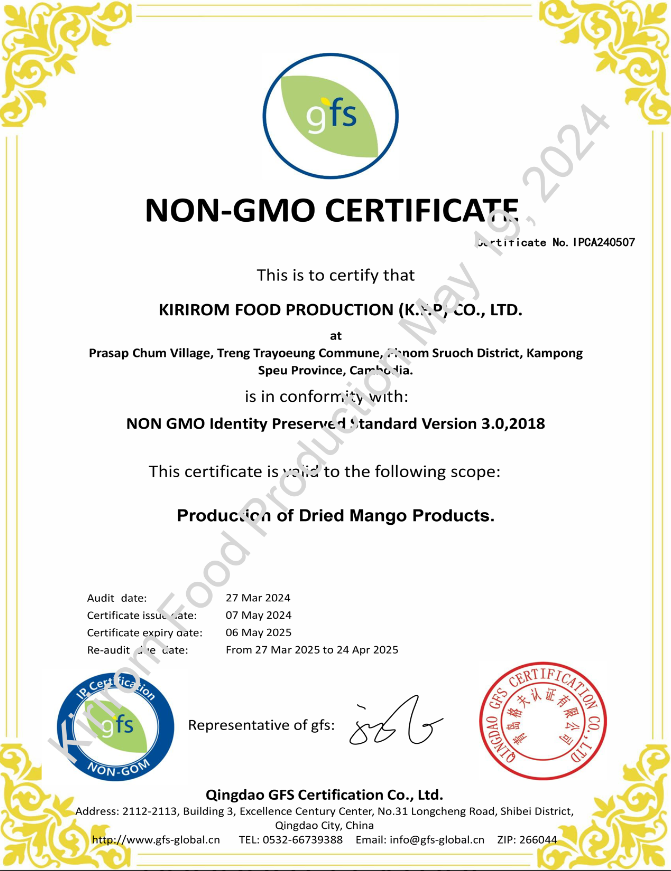 gfs
NON-GMO CERTIFICATE
Certificate No. IPCA240507
This is to certify that
KIRIROM FOOD PRODUCTION (K.F.P) CO., LTD.
at
Prasap Chum Village, Treng Trayoeung Commune, Phnom Sruoch District, Kampong
Speu Province, Cambodia.
is in conformity with:
NON GMO Identity Preserved Standard Version 3.0,2018
This certificate is valid to the following scope:
Production of Dried Mango Products.
Audit date: 27 Mar 2024
Certificate issue date: 07 May 2024
Certificate expiry date: 06 May 2025
Re-audit due date: From 27 Mar 2025 to 24 Apr 2025
IP Certification
gfs
NON-GOM
Representative of gfs:
QINGDAO GFS CERTIFICATION CO.,LTD
青岛格夫认证有限公司
Qingdao GFS Certification Co., Ltd.
Address: 2112-2113, Building 3, Excellence Century Center, No.31 Longcheng Road, Shibei District,
Qingdao City, China
http://www.gfs-global.cn TEL: 0532-66739388 Email: info@gfs-global.cn ZIP: 266044
Kirirom Food Production May 19, 2024